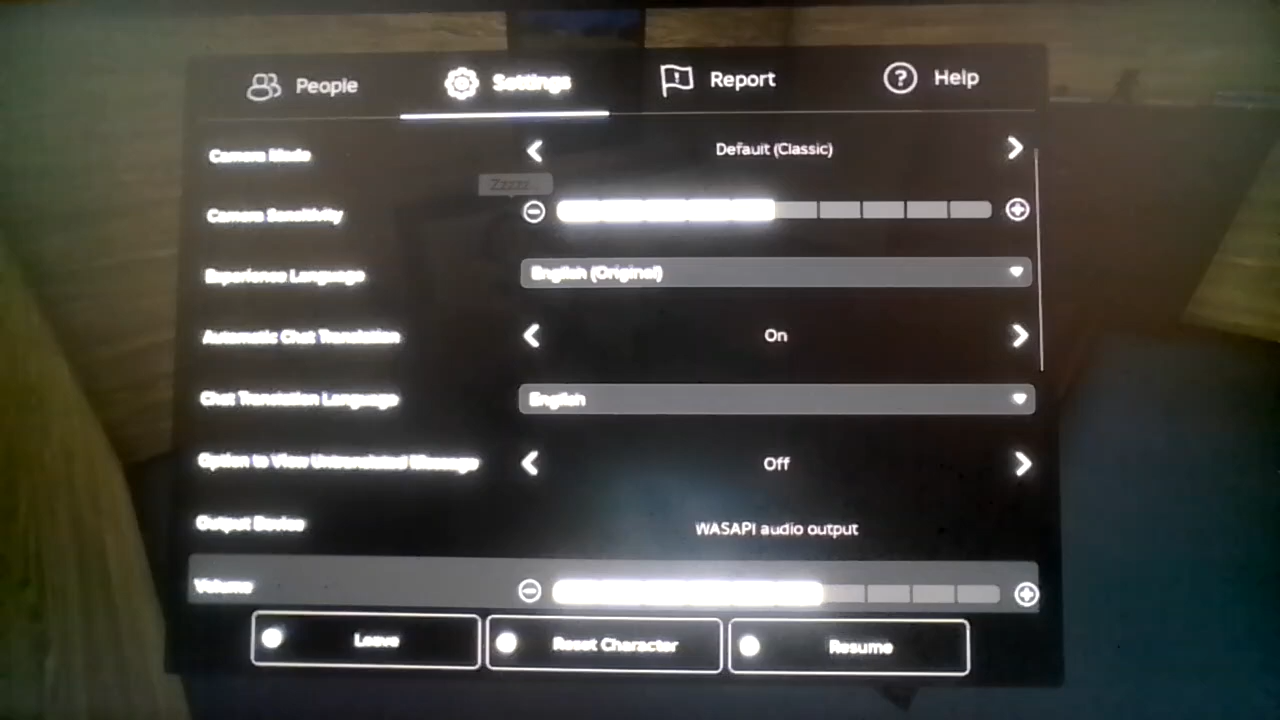 People Settings Report Help
Camera Mode Default (Classic)
Zzzzz...
Camera Sensitivity
Experience Language English (Original)
Automatic Chat Translation On
Chat Translation Language English
Option to View Untranslated Message Off
Output Device WASAPI audio output
Volume
Leave Reset Character Resume